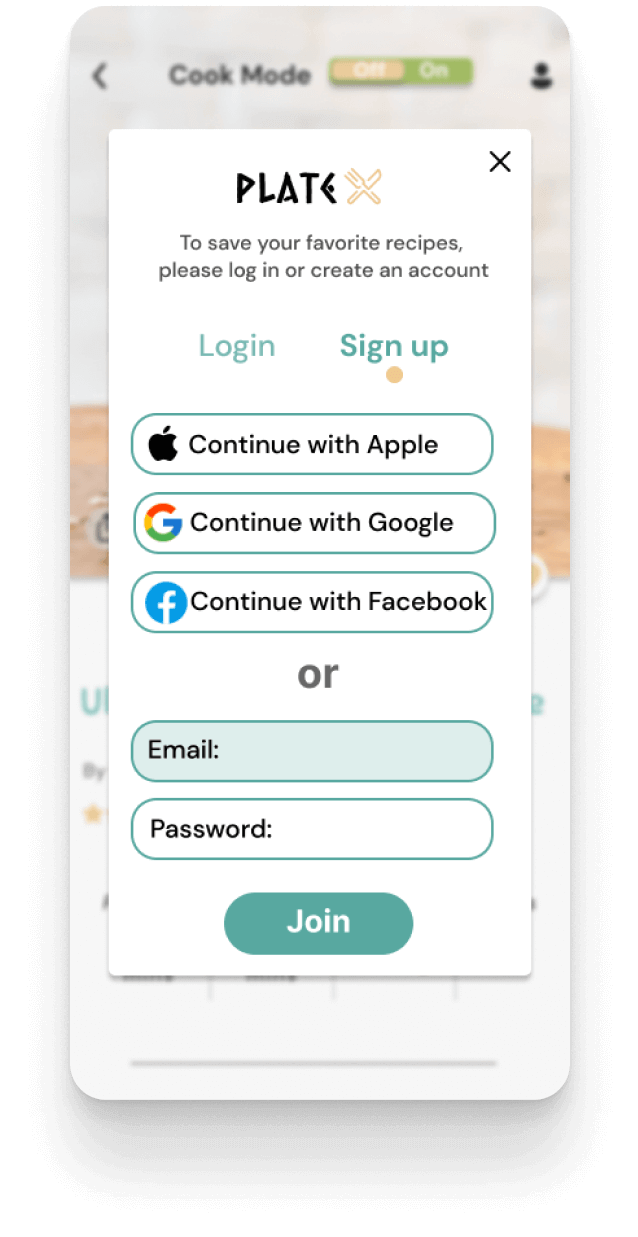 Cook Mode Off On
PLATE
To save your favorite recipes,
please log in or create an account
Login Sign up
Continue with Apple
Continue with Google
Continue with Facebook
or
Email:
Password:
Join
By